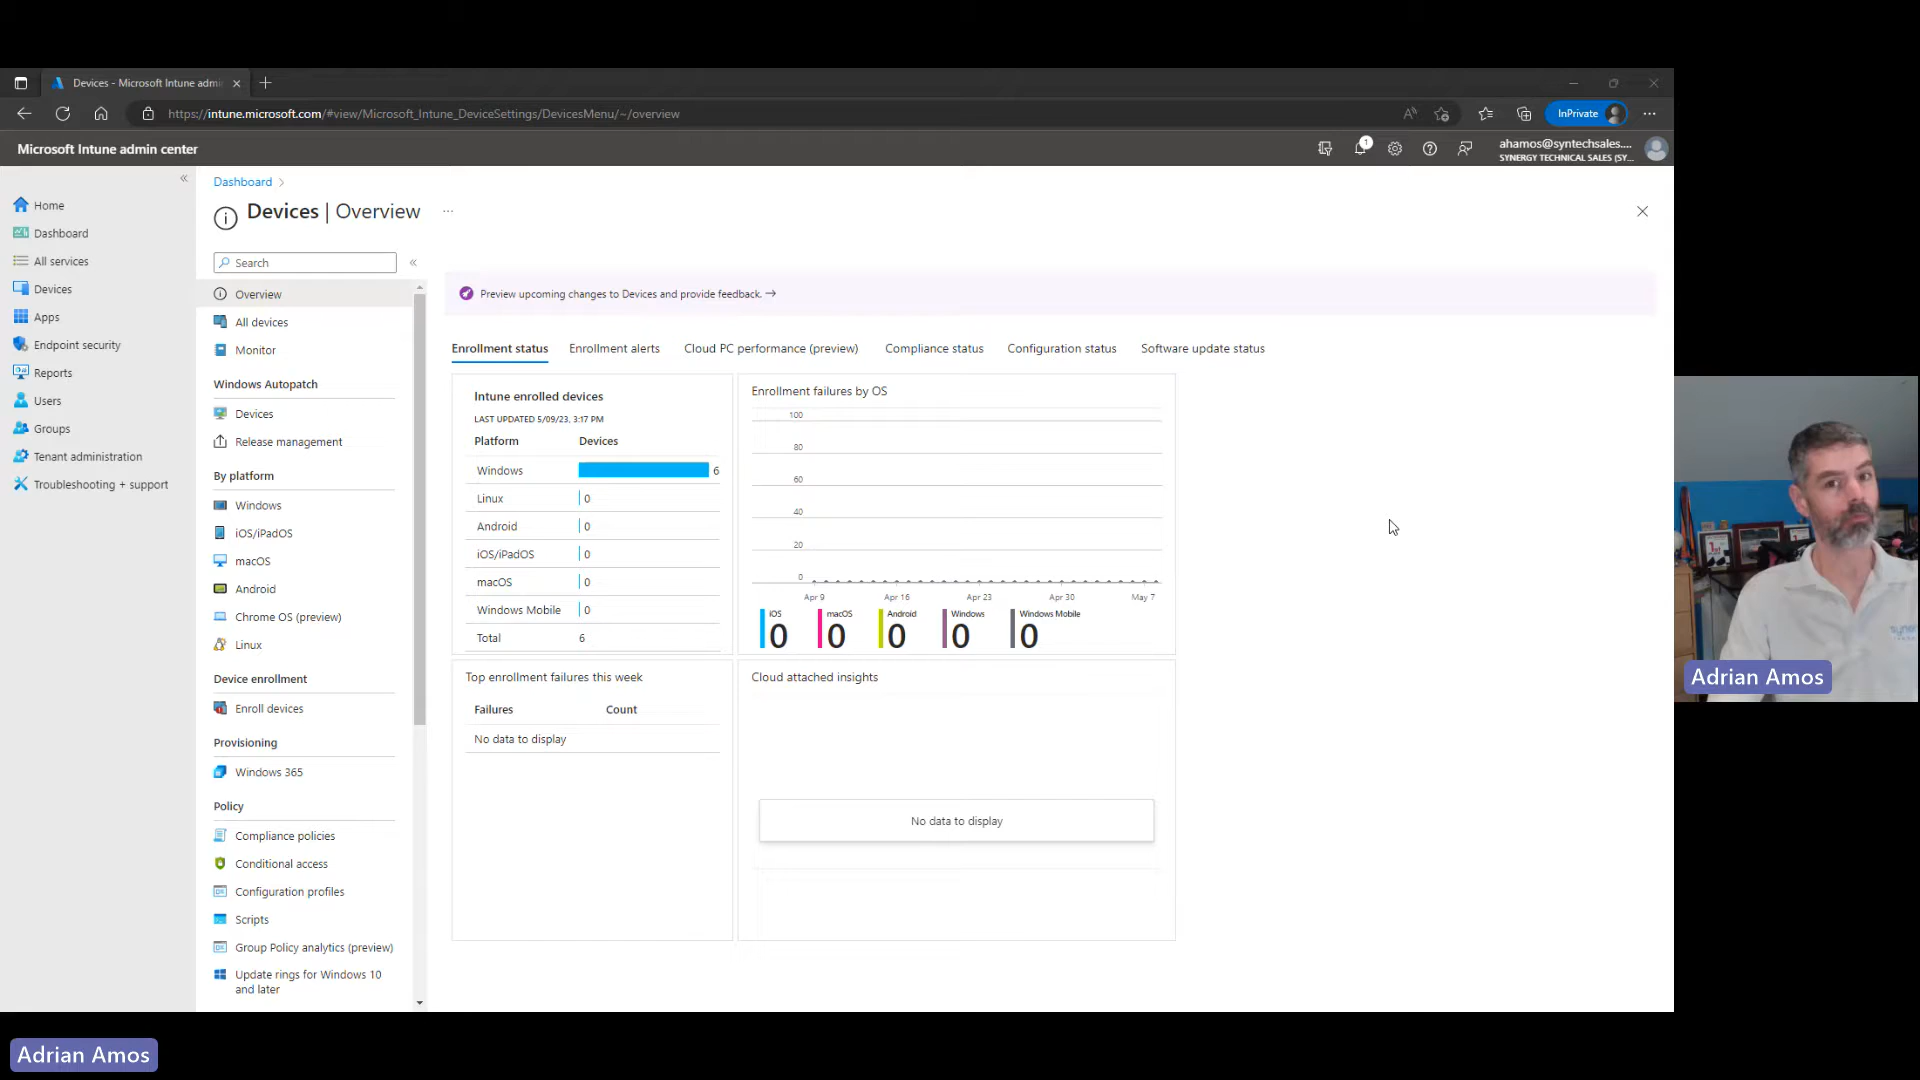 Devices - Microsoft Intune admi
https://intune.microsoft.com/#view/Microsoft_Intune_DeviceSettings/DevicesMenu/~/overview
InPrivate
Microsoft Intune admin center
1
ahamos@syntechsales....
SYNERGY TECHNICAL SALES (SY...
Home
Dashboard
All services
Devices
Apps
Endpoint security
Reports
Users
Groups
Tenant administration
Troubleshooting + support
Dashboard
Devices | Overview
Search
Overview
All devices
Monitor
Windows Autopatch
Devices
Release management
By platform
Windows
iOS/iPadOS
macOS
Android
Chrome OS (preview)
Linux
Device enrollment
Enroll devices
Provisioning
Windows 365
Policy
Compliance policies
Conditional access
Configuration profiles
Scripts
Group Policy analytics (preview)
Update rings for Windows 10
and later
Preview upcoming changes to Devices and provide feedback. →
Enrollment status Enrollment alerts Cloud PC performance (preview) Compliance status Configuration status Software update status
Intune enrolled devices
LAST UPDATED 5/09/23, 3:17 PM
Platform Devices
Windows 6
Linux 0
Android 0
iOS/iPadOS 0
macOS 0
Windows Mobile 0
Total 6
Enrollment failures by OS
100
80
60
40
20
0
Apr 9 Apr 16 Apr 23 Apr 30 May 7
iOS macOS Android Windows Windows Mobile
0 0 0 0 0
Top enrollment failures this week
Failures Count
No data to display
Cloud attached insights
No data to display
Adrian Amos
Adrian Amos